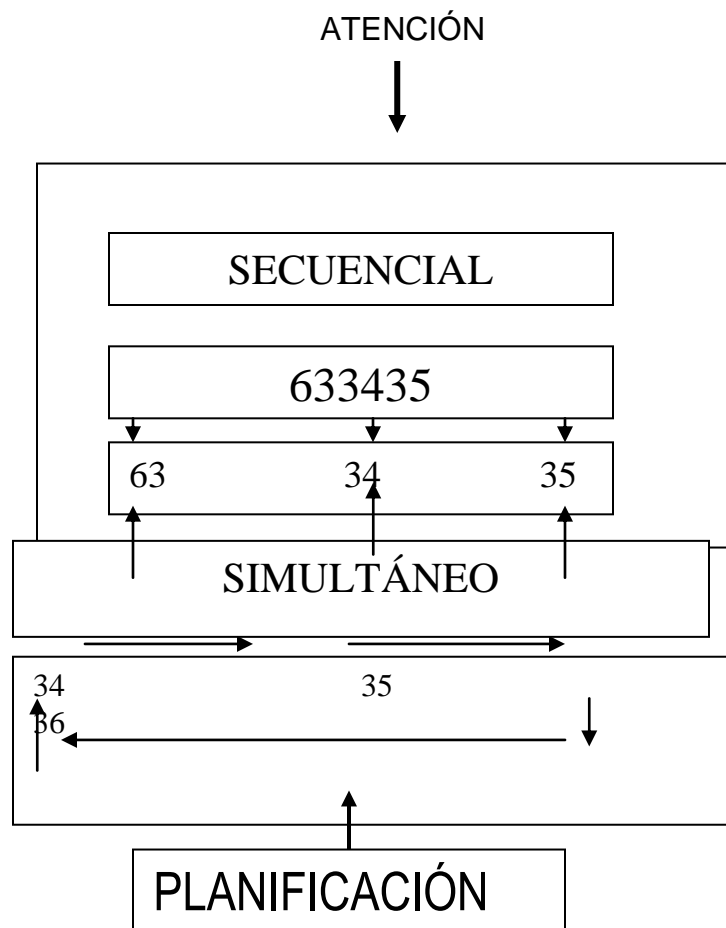 ATENCIÓN
SECUENCIAL
633435
63 34 35
SIMULTÁNEO
34 35
36
PLANIFICACIÓN